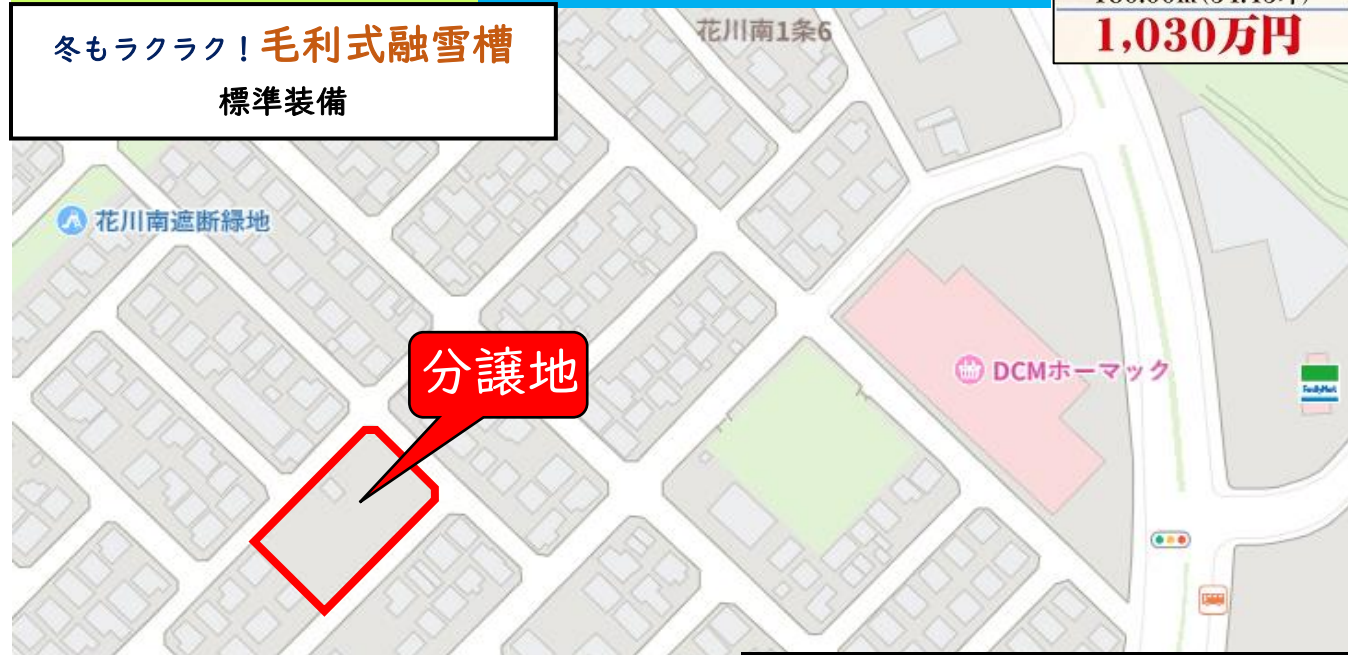 冬もラクラク！毛利式融雪槽
標準装備
1,030万円
花川南1条6
花川南遮断緑地
分譲地
DCMホーマック
FamilyMart